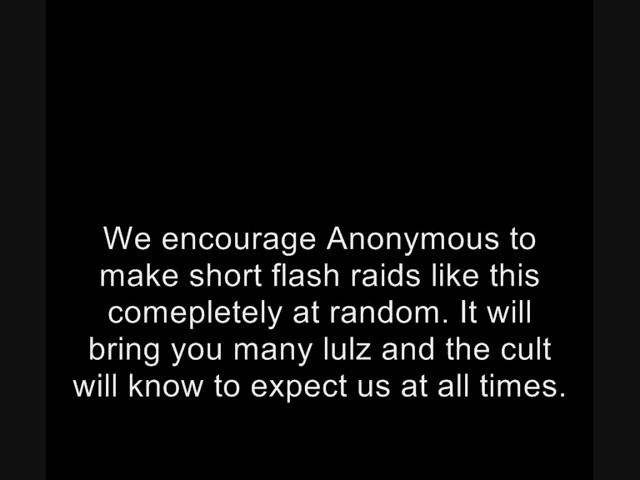 We encourage Anonymous to
make short flash raids like this
comepletely at random. It will
bring you many lulz and the cult
will know to expect us at all times.